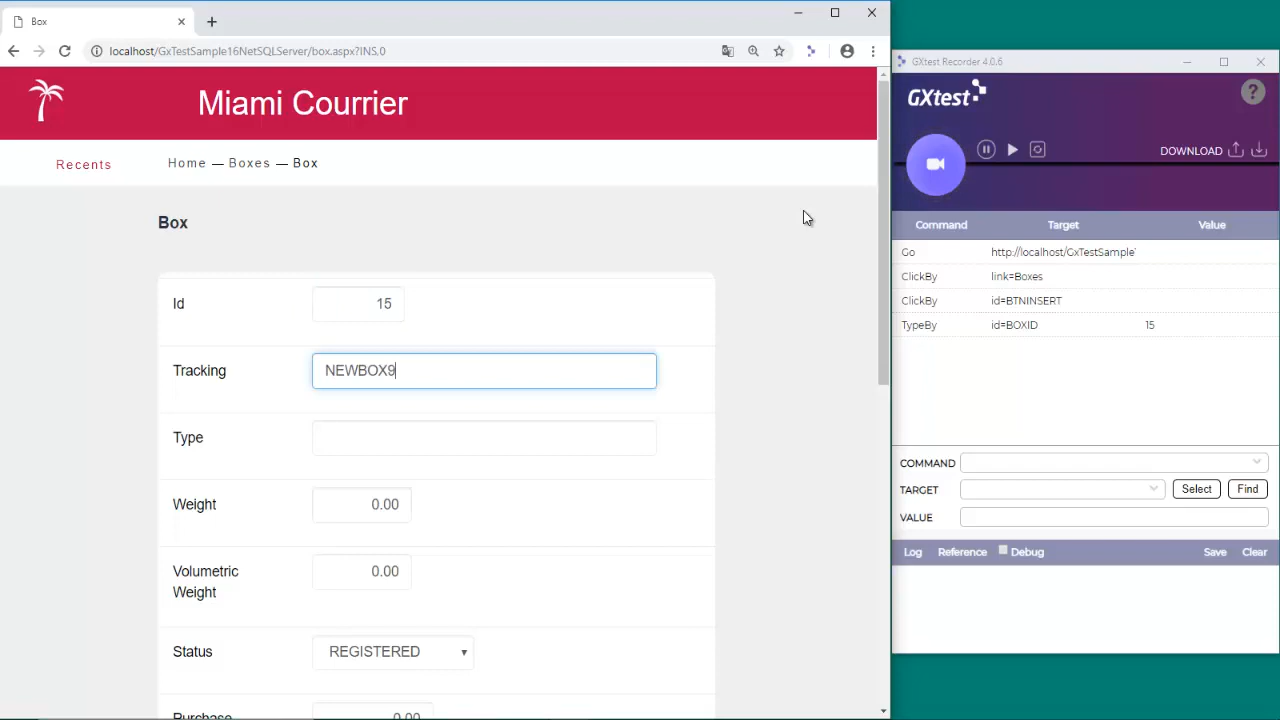 Box
localhost/GxTestSample16NetSQLServer/box.aspx?INS,0
Miami Courrier
Recents
Home — Boxes — Box
Box
Id
15
Tracking
NEWBOX9
Type
Weight
0.00
Volumetric
Weight
0.00
Status
REGISTERED
Purchase
0.00
GXtest Recorder 4.0.6
GXtest
?
DOWNLOAD
Command Target Value
Go http://localhost/GxTestSample
ClickBy link=Boxes
ClickBy id=BTNINSERT
TypeBy id=BOXID 15
COMMAND
TARGET
Select Find
VALUE
Log Reference Debug Save Clear